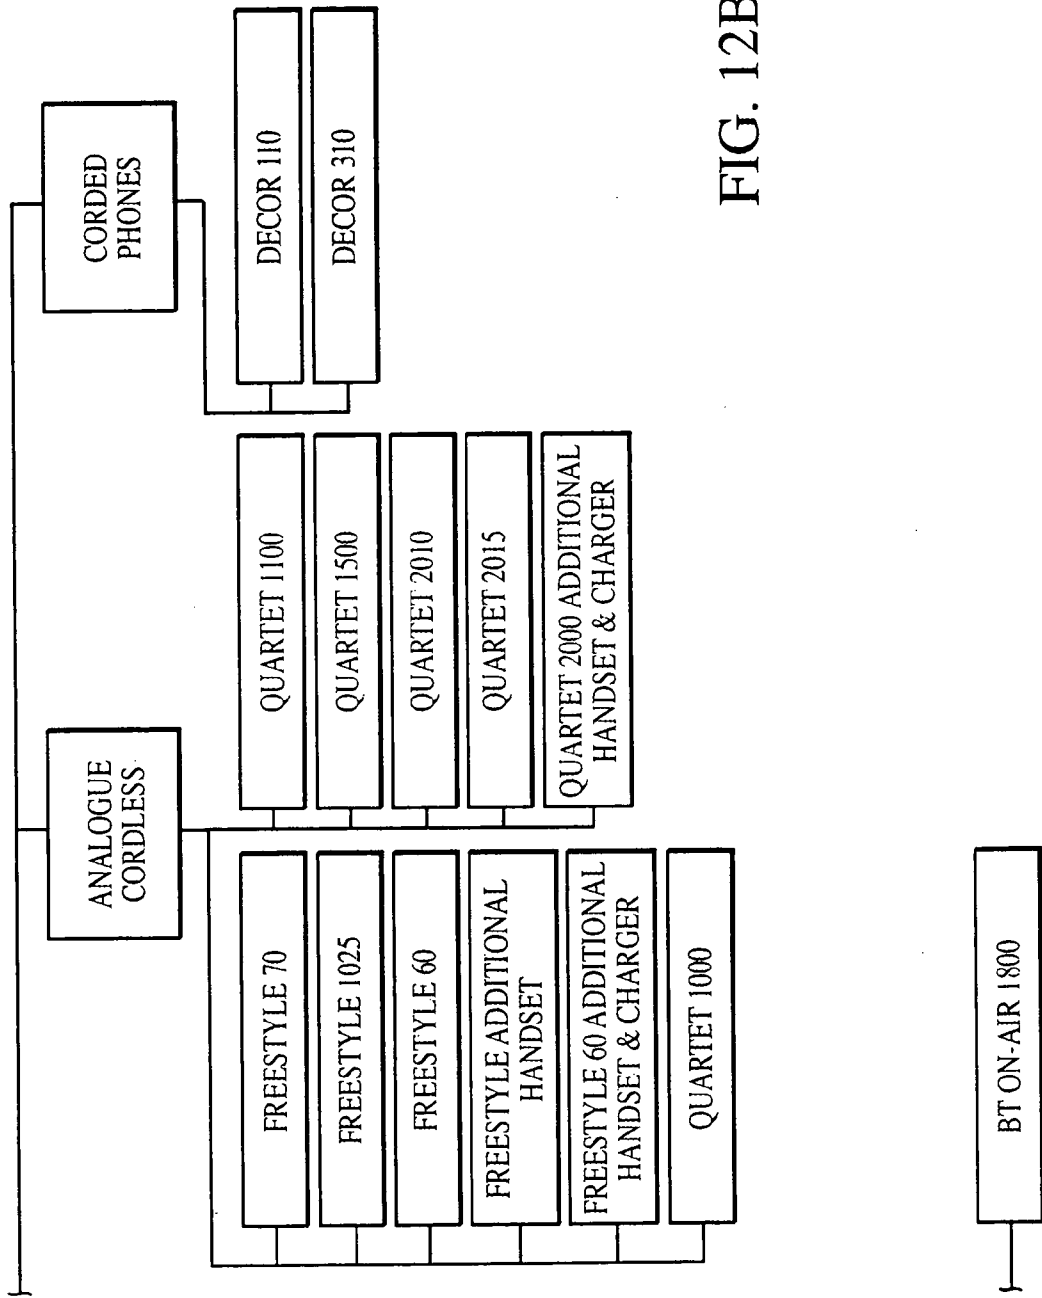 ANALOGUE
CORDLESS
FREESTYLE 70
FREESTYLE 1025
FREESTYLE 60
FREESTYLE ADDITIONAL
HANDSET
FREESTYLE 60 ADDITIONAL
HANDSET & CHARGER
QUARTET 1000
QUARTET 1100
QUARTET 1500
QUARTET 2010
QUARTET 2015
QUARTET 2000 ADDITIONAL
HANDSET & CHARGER
CORDED
PHONES
DECOR 110
DECOR 310
BT ON-AIR 1800
FIG. 12B